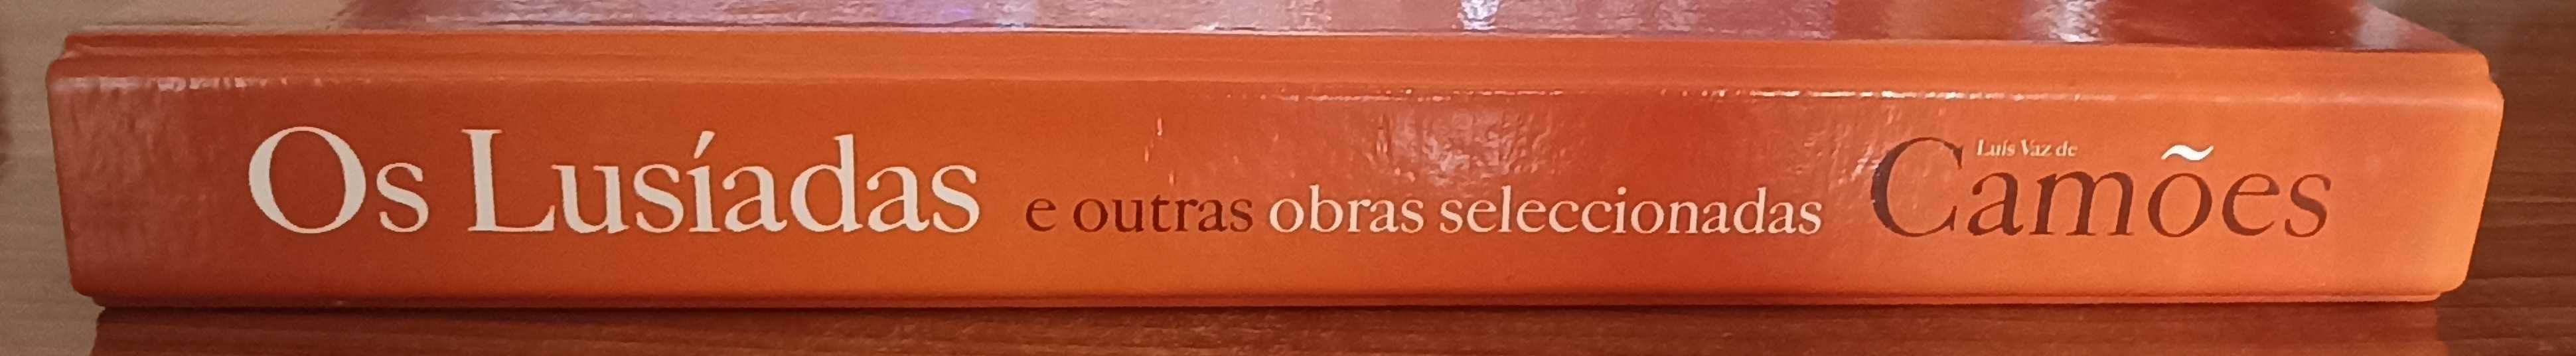 Os Lusíadas e outras obras seleccionadas
Luís Vaz de
Camões